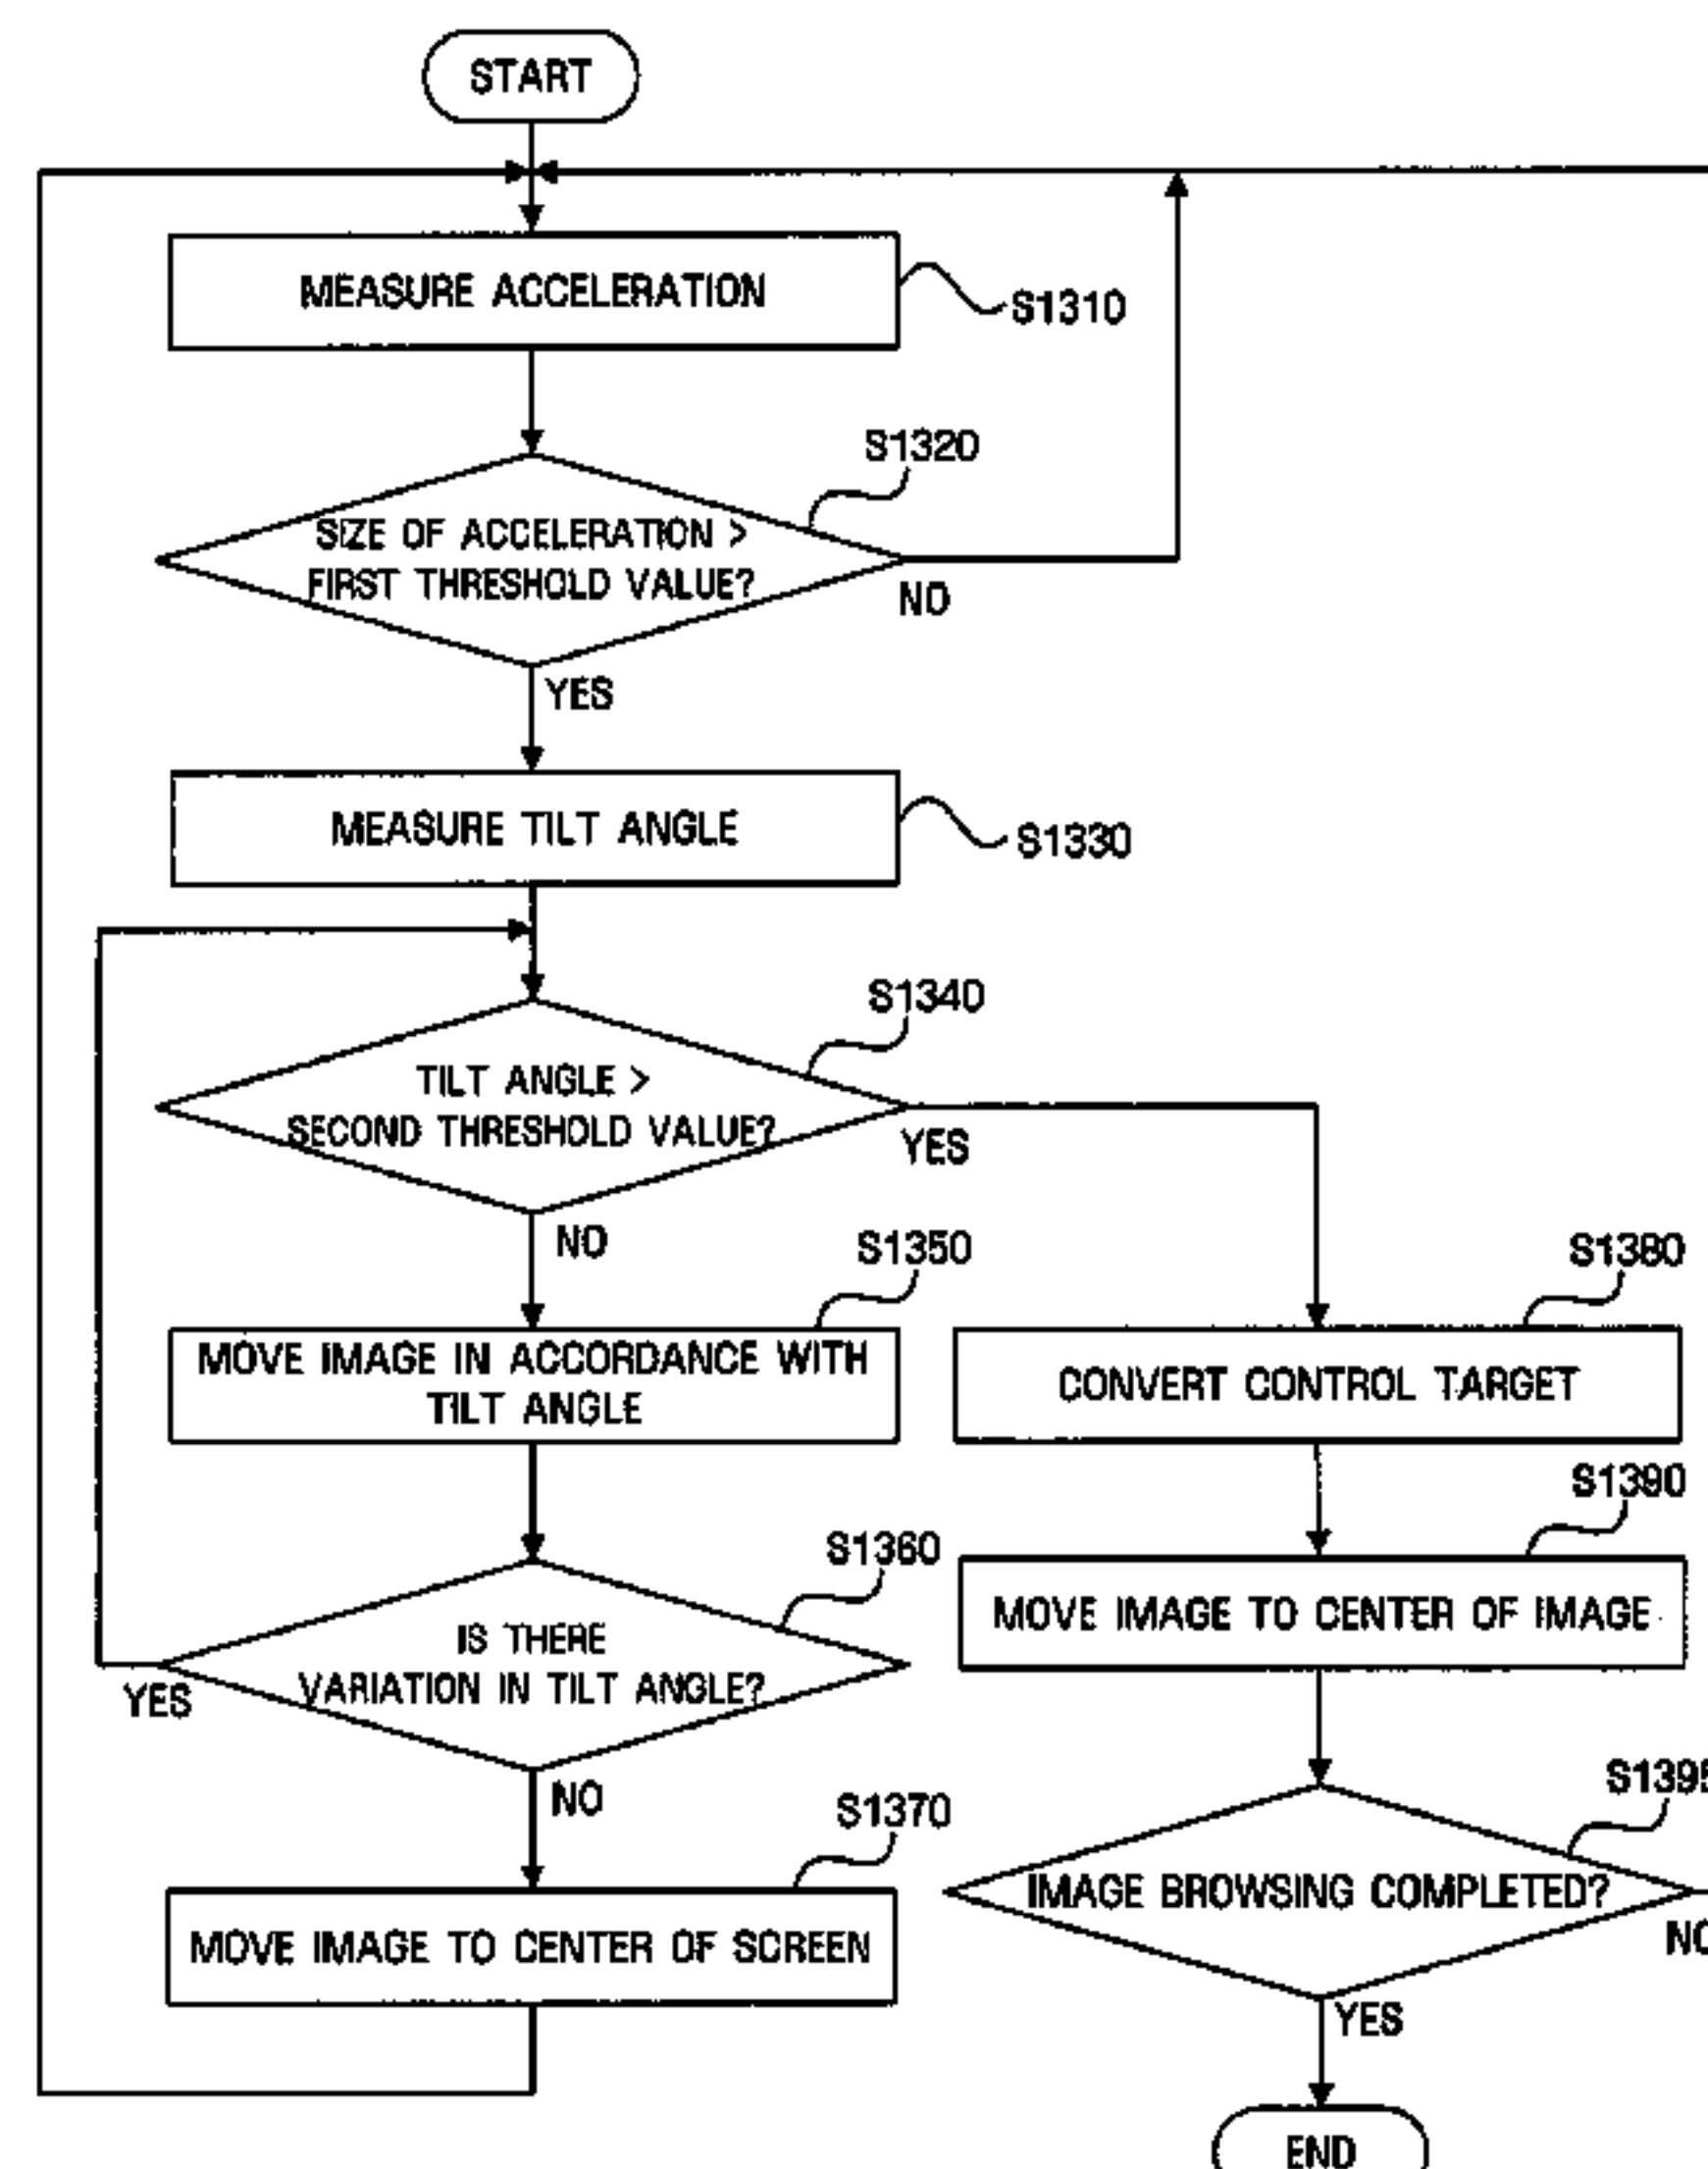 START
MEASURE ACCELERATION
S1310
S1320
SIZE OF ACCELERATION >
FIRST THRESHOLD VALUE?
NO
YES
MEASURE TILT ANGLE
S1330
S1340
TILT ANGLE >
SECOND THRESHOLD VALUE?
YES
NO
S1350
MOVE IMAGE IN ACCORDANCE WITH
TILT ANGLE
S1380
CONVERT CONTROL TARGET
S1390
MOVE IMAGE TO CENTER OF IMAGE
S1360
IS THERE
VARIATION IN TILT ANGLE?
YES
NO
S1370
MOVE IMAGE TO CENTER OF SCREEN
S1395
IMAGE BROWSING COMPLETED?
NO
YES
END